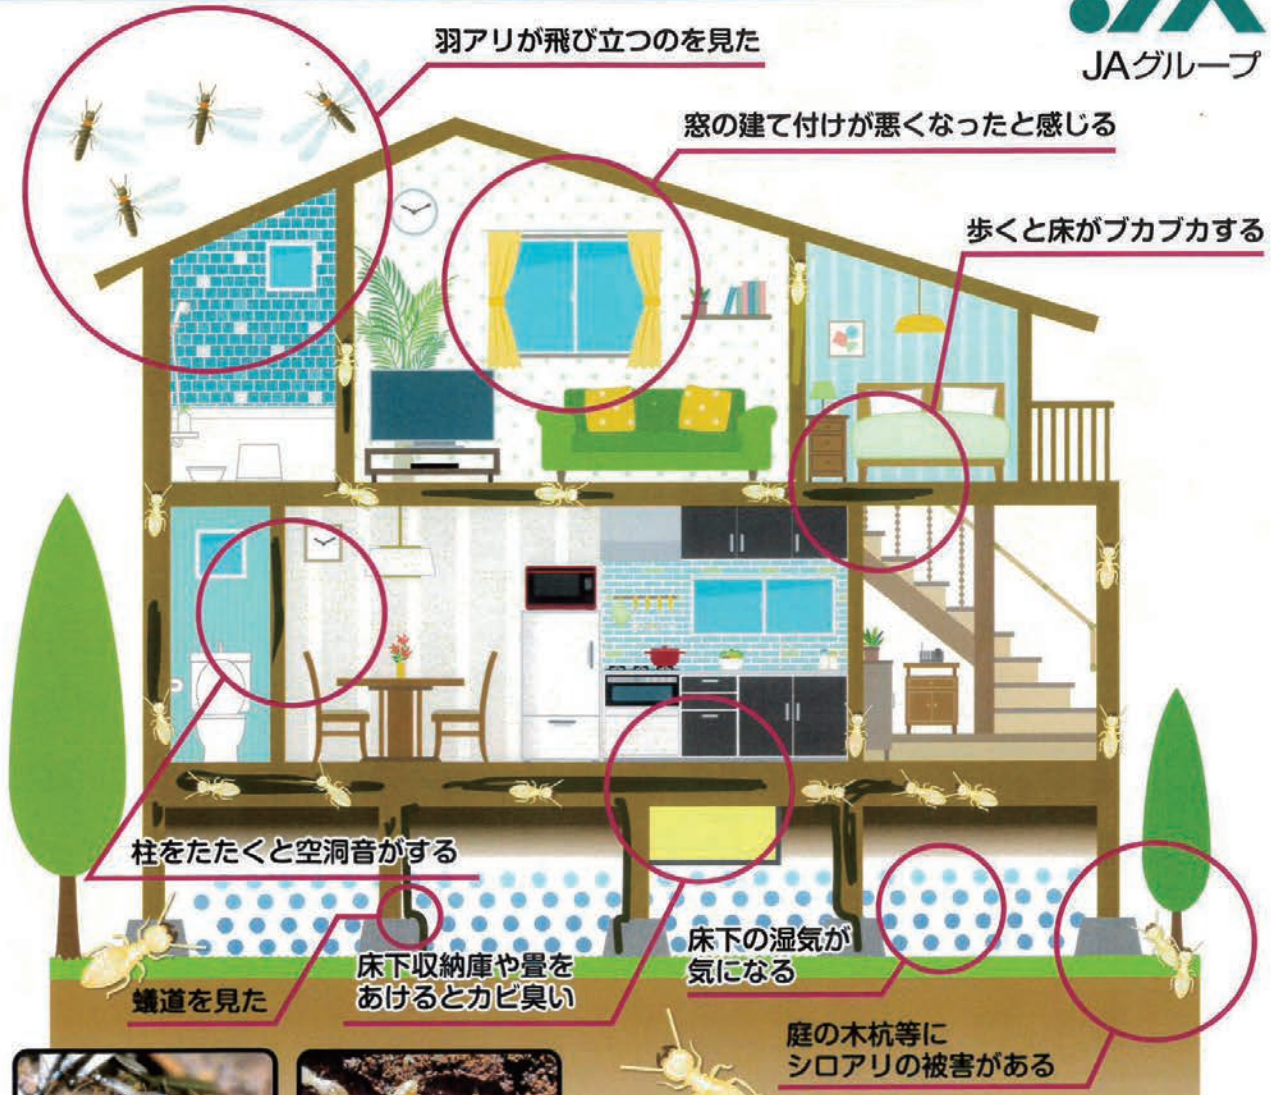 JAグループ
羽アリが飛び立つのを見た
窓の建て付けが悪くなったと感じる
歩くと床がブカブカする
柱をたたくと空洞音がする
蟻道を見た
床下収納庫や畳を
あけるとカビ臭い
床下の湿気が
気になる
庭の木杭等に
シロアリの被害がある